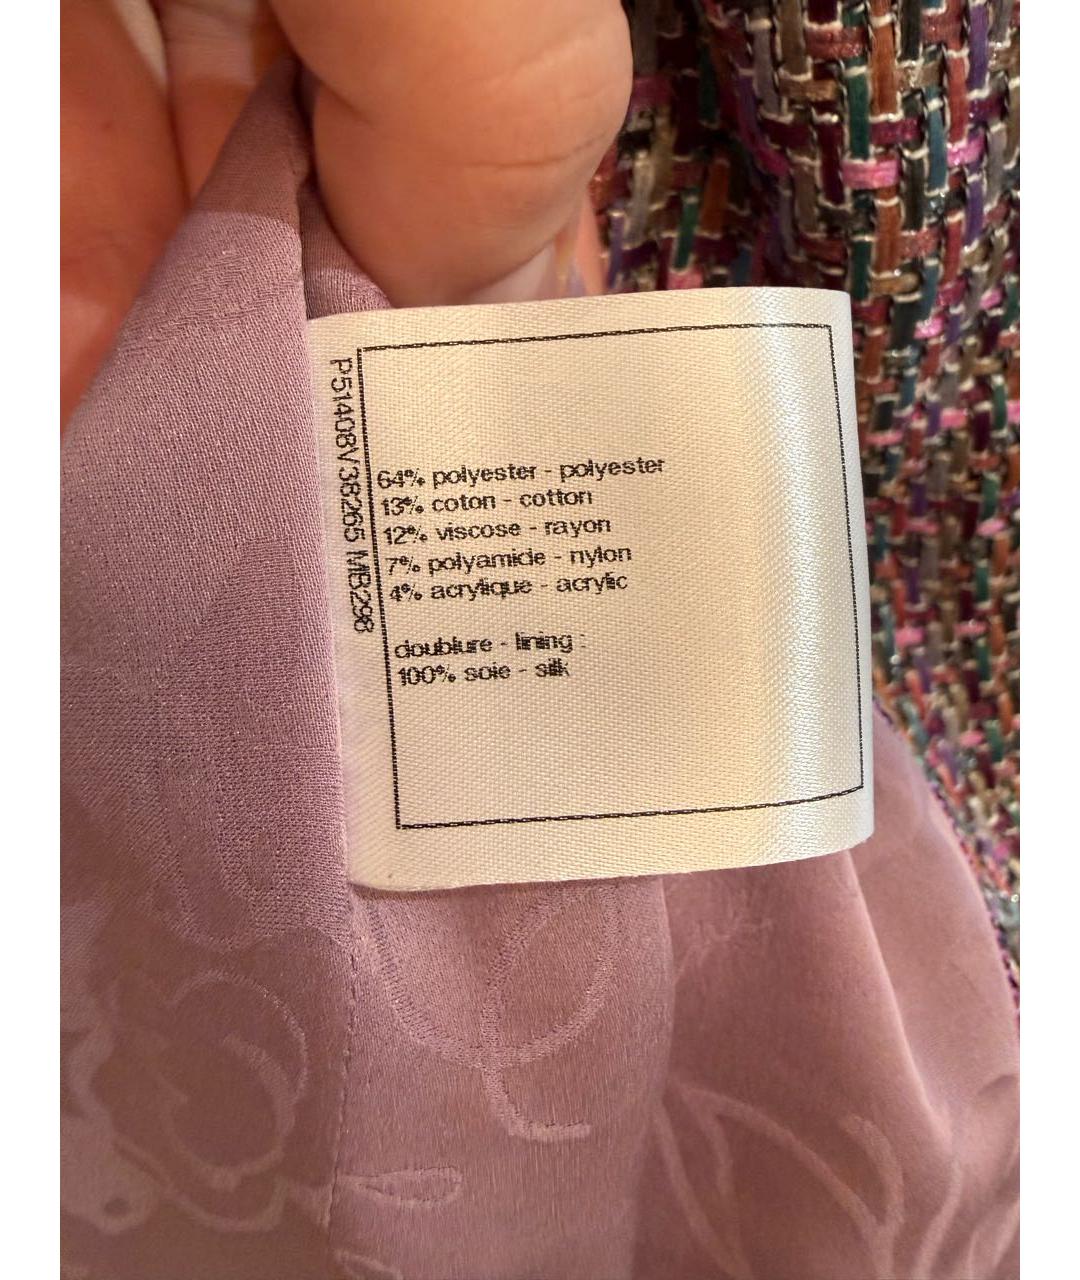 P51408V38265 MB298
64% polyester - polyester
13% coton - cotton
12% viscose - rayon
7% polyamide - nylon
4% acrylique - acrylic
doublure - lining :
100% soie - silk